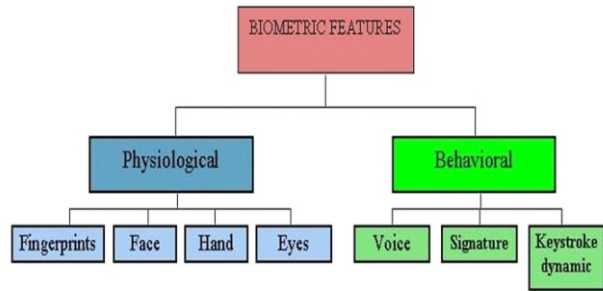 BIOMETRIC FEATURES
Physiological
Behavioral
Fingerprints
Face
Hand
Eyes
Voice
Signature
Keystroke
dynamic